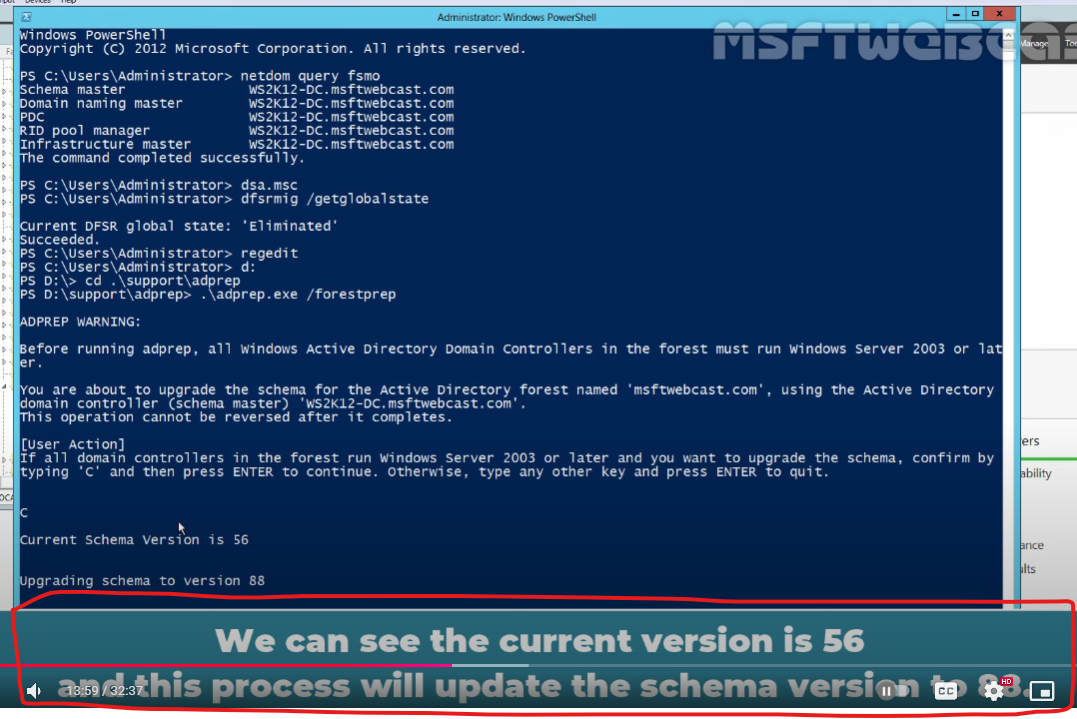 Input Devices Help
Administrator: Windows PowerShell
MSFTWEBCAS
Manage
Windows PowerShell
Copyright (C) 2012 Microsoft Corporation. All rights reserved.
PS C:\Users\Administrator> netdom query fsmo
Schema master WS2K12-DC.msftwebcast.com
Domain naming master WS2K12-DC.msftwebcast.com
PDC WS2K12-DC.msftwebcast.com
RID pool manager WS2K12-DC.msftwebcast.com
Infrastructure master WS2K12-DC.msftwebcast.com
The command completed successfully.
PS C:\Users\Administrator> dsa.msc
PS C:\Users\Administrator> dfsrmig /getglobalstate
Current DFSR global state: 'Eliminated'
Succeeded.
PS C:\Users\Administrator> regedit
PS C:\Users\Administrator> d:
PS D:\> cd .\support\adprep
PS D:\support\adprep> .\adprep.exe /forestprep
ADPREP WARNING:
Before running adprep, all Windows Active Directory Domain Controllers in the forest must run Windows Server 2003 or lat
er.
You are about to upgrade the schema for the Active Directory forest named 'msftwebcast.com', using the Active Directory
domain controller (schema master) 'WS2K12-DC.msftwebcast.com'.
This operation cannot be reversed after it completes.
[User Action]
If all domain controllers in the forest run Windows Server 2003 or later and you want to upgrade the schema, confirm by
typing 'C' and then press ENTER to continue. Otherwise, type any other key and press ENTER to quit.
C
Current Schema Version is 56
Upgrading schema to version 88
ers
ability
ance
ults
We can see the current version is 56
and this process will update the schema version to 88.
13:59 / 32:37
CC
HD